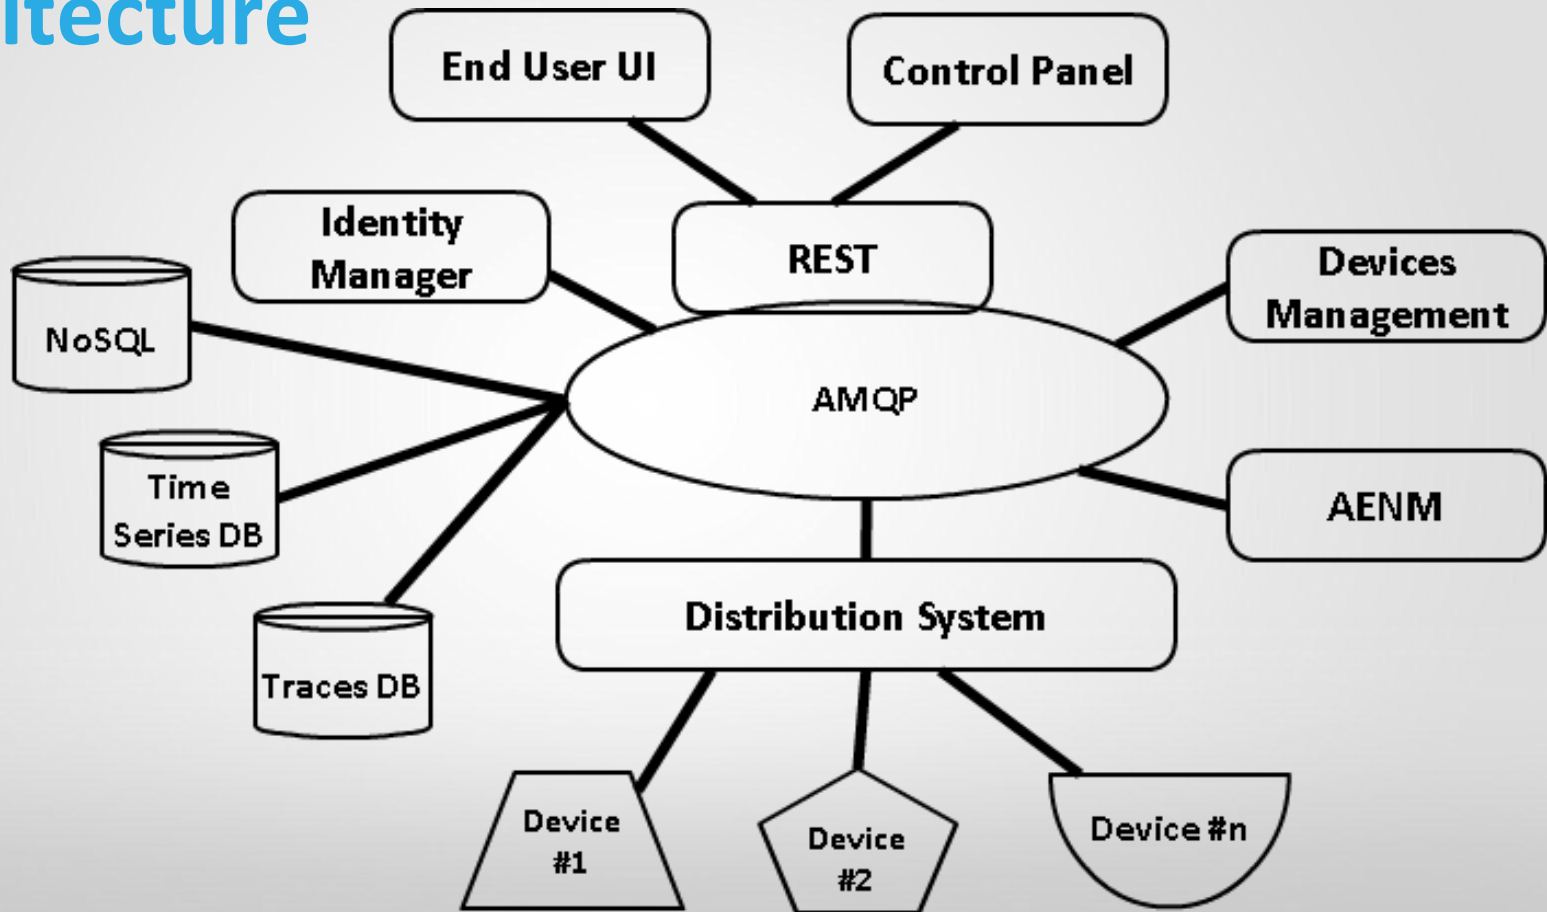 itecture
End User UI
Control Panel
Identity
Manager
REST
Devices
Management
NoSQL
AMQP
Time
Series DB
AENM
Distribution System
Traces DB
Device
#1
Device
#2
Device #n